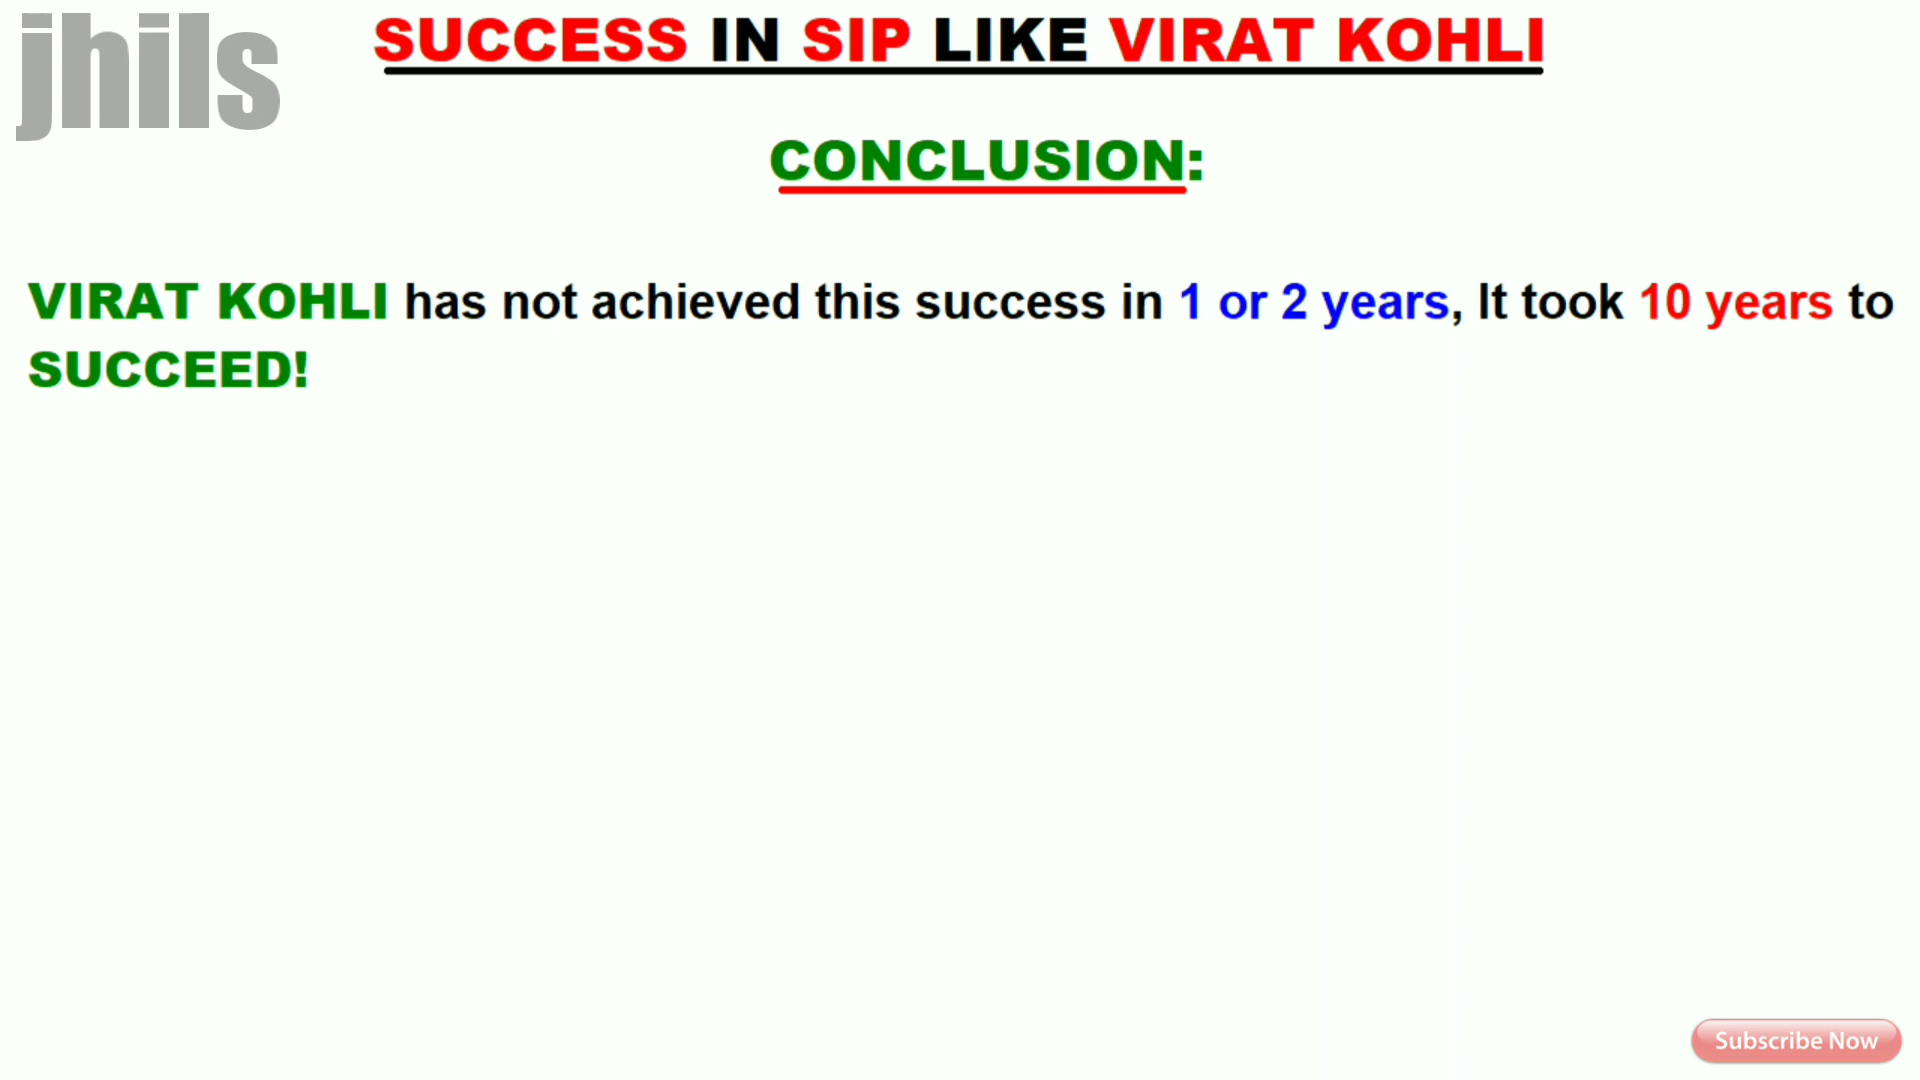 jhils
SUCCESS IN SIP LIKE VIRAT KOHLI
CONCLUSION:
VIRAT KOHLI has not achieved this success in 1 or 2 years, It took 10 years to
SUCCEED!
Subscribe Now